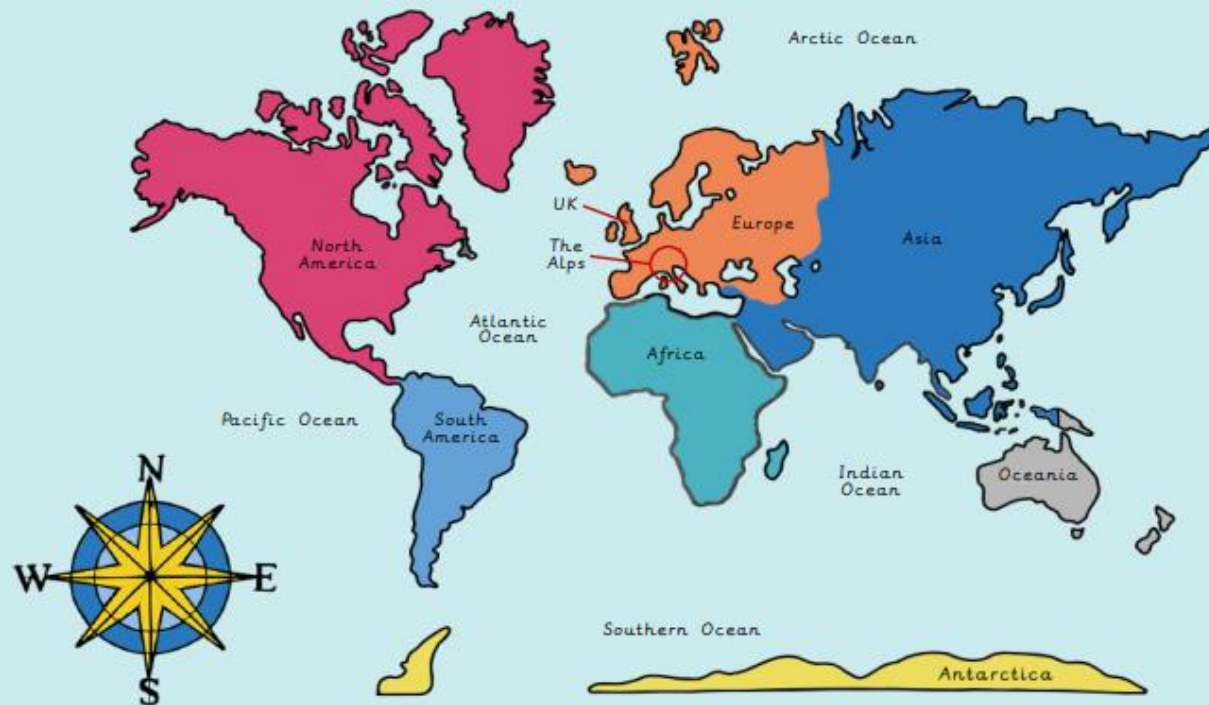 Arctic Ocean
UK
Europe
The
Alps
Asia
North
America
Atlantic
Ocean
Africa
Pacific Ocean
South
America
Indian
Ocean
Oceania
N
W
E
S
Southern Ocean
Antarctica